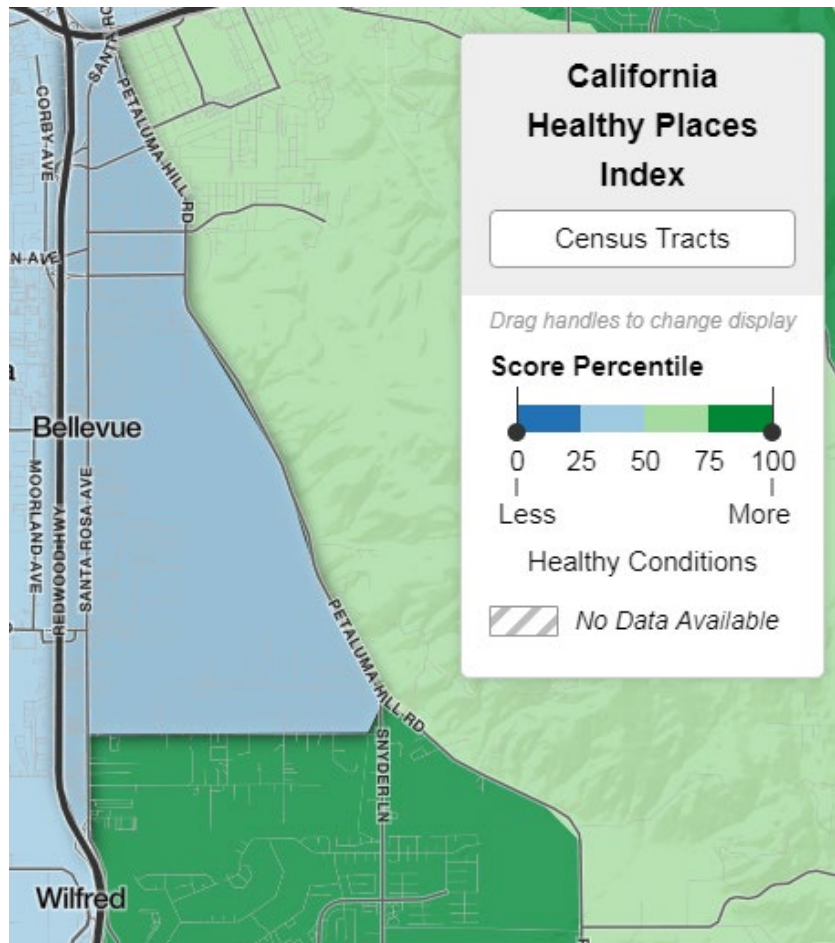 SANTA RO
CORBY AVE
PETALUMA HILL RD
N AVE
a
Bellevue
MOORLAND AVE
REDWOOD HWY
SANTA ROSA AVE
PETALUMA HILL RD
SNYDER LN
Wilfred
California
Healthy Places
Index
Census Tracts
Drag handles to change display
Score Percentile
0 25 50 75 100
Less More
Healthy Conditions
No Data Available